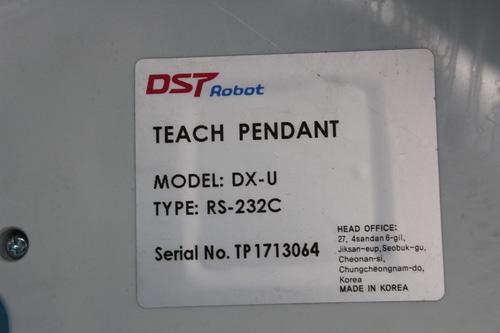 DST Robot
TEACH PENDANT
MODEL: DX-U
TYPE: RS-232C
Serial No. TP1713064
HEAD OFFICE:
27, 4sandan 6-gil,
Jiksan-eup, Seobuk-gu,
Cheonan-si,
Chungcheongnam-do,
Korea
MADE IN KOREA